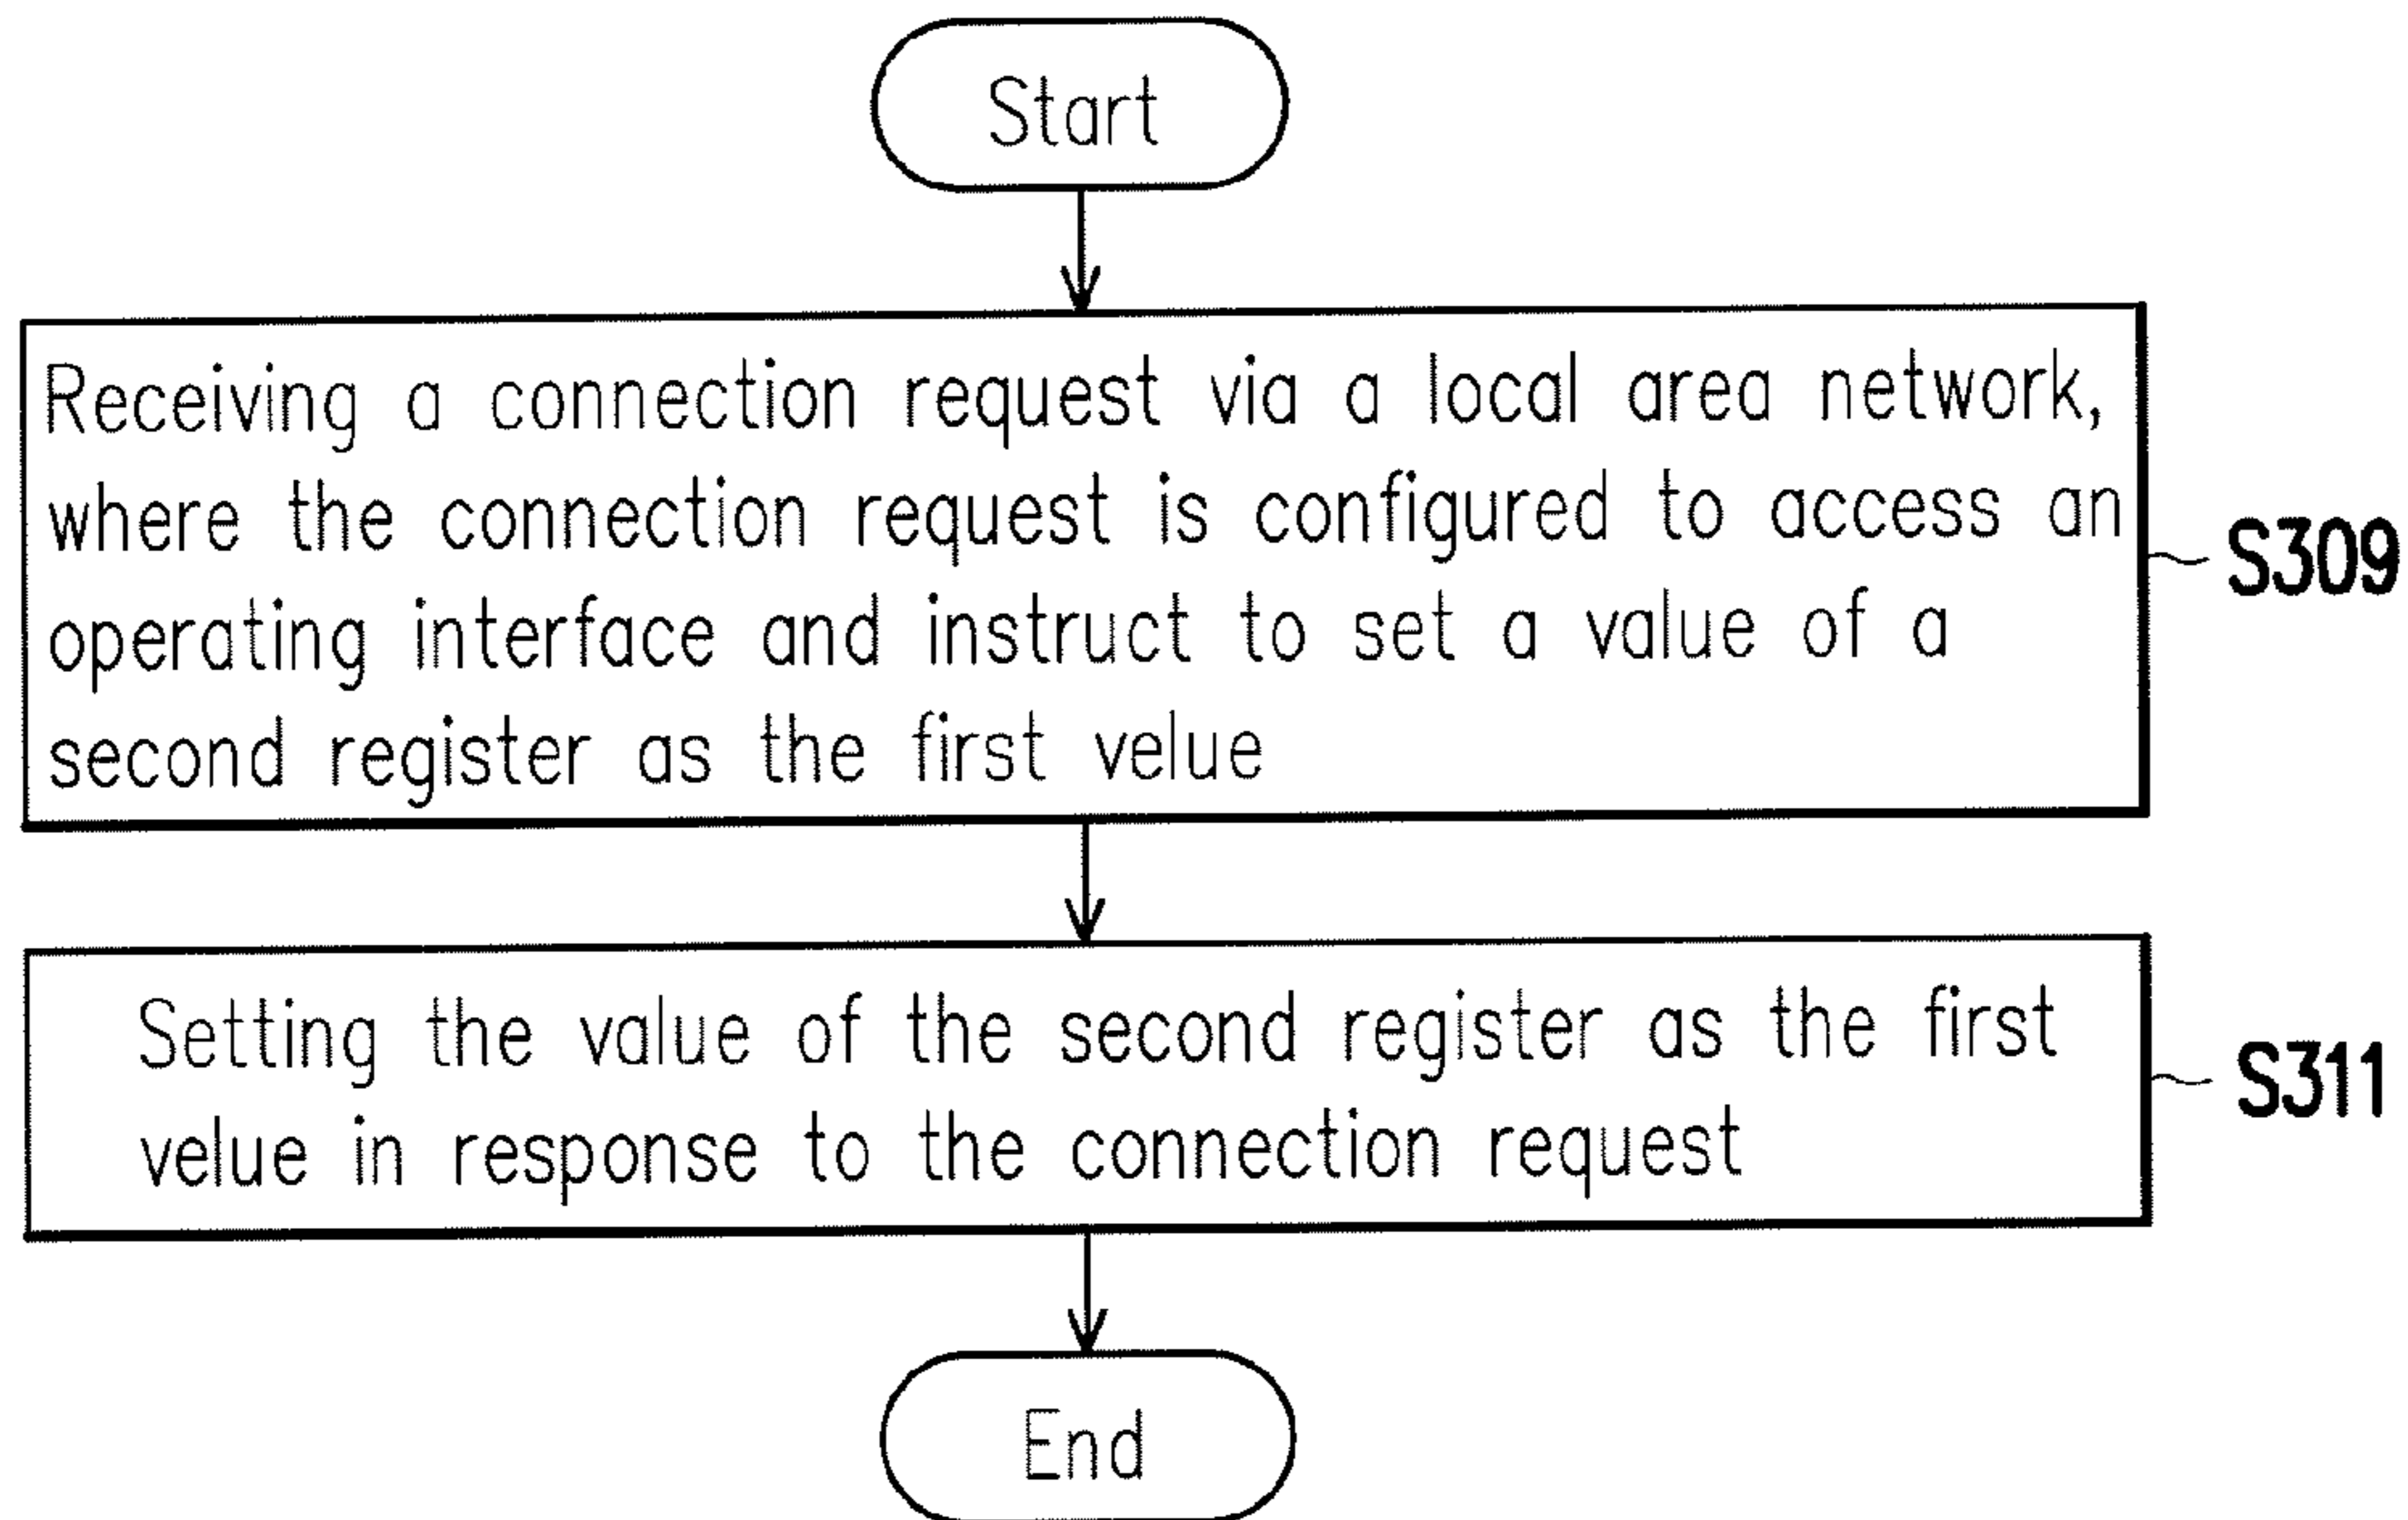 Start
Receiving a connection request via a local area network,
where the connection request is configured to access an
operating interface and instruct to set a value of a
second register as the first velue
S309
Setting the value of the second register as the first
velue in response to the connection request
S311
End